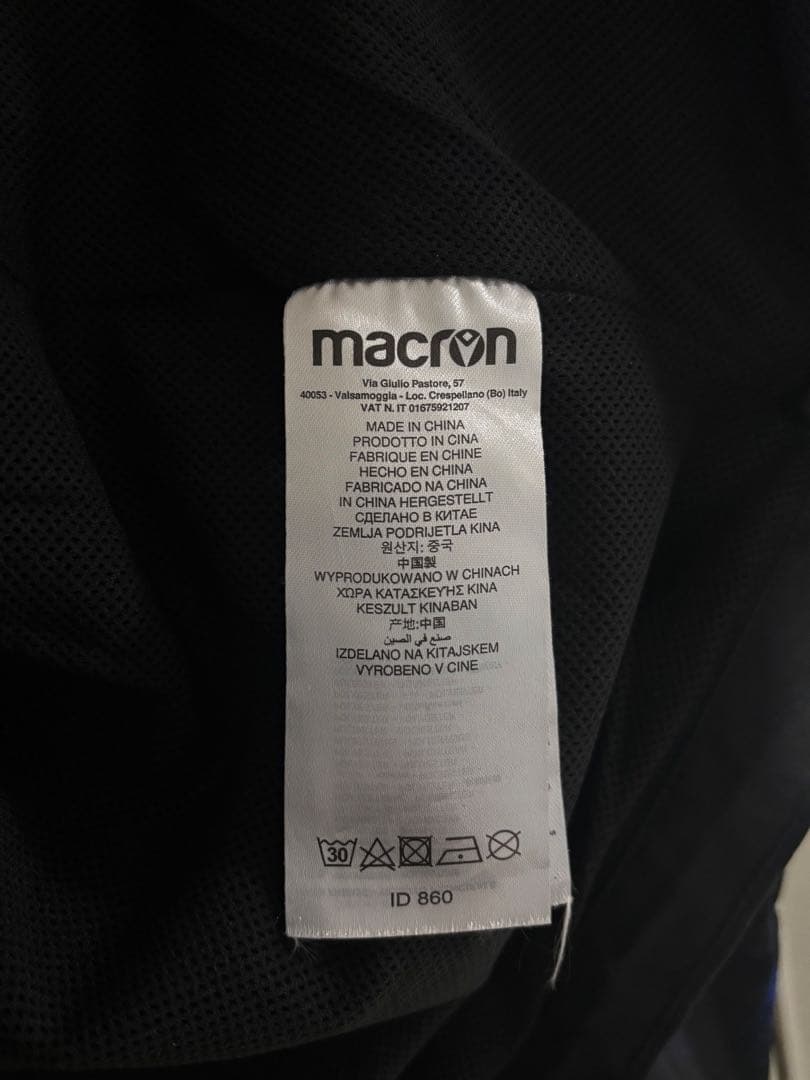 macron
Via Giulio Pastore, 57
40053 - Valsamoggia - Loc. Crespellano (Bo) Italy
VAT N. IT 01675921207
MADE IN CHINA
PRODOTTO IN CINA
FABRIQUE EN CHINE
HECHO EN CHINA
FABRICADO NA CHINA
IN CHINA HERGESTELLT
СДЕЛАНО В КИТАЕ
ZEMLJA PODRIJETLA KINA
원산지: 중국
中国製
WYPRODUKOWANO W CHINACH
ΧΩΡΑ ΚΑΤΑΣΚΕΥΗΣ ΚΙΝΑ
KESZULT KINABAN
产地:中国
صنع في الصين
IZDELANO NA KITAJSKEM
VYROBENO V CINE
30
ID 860